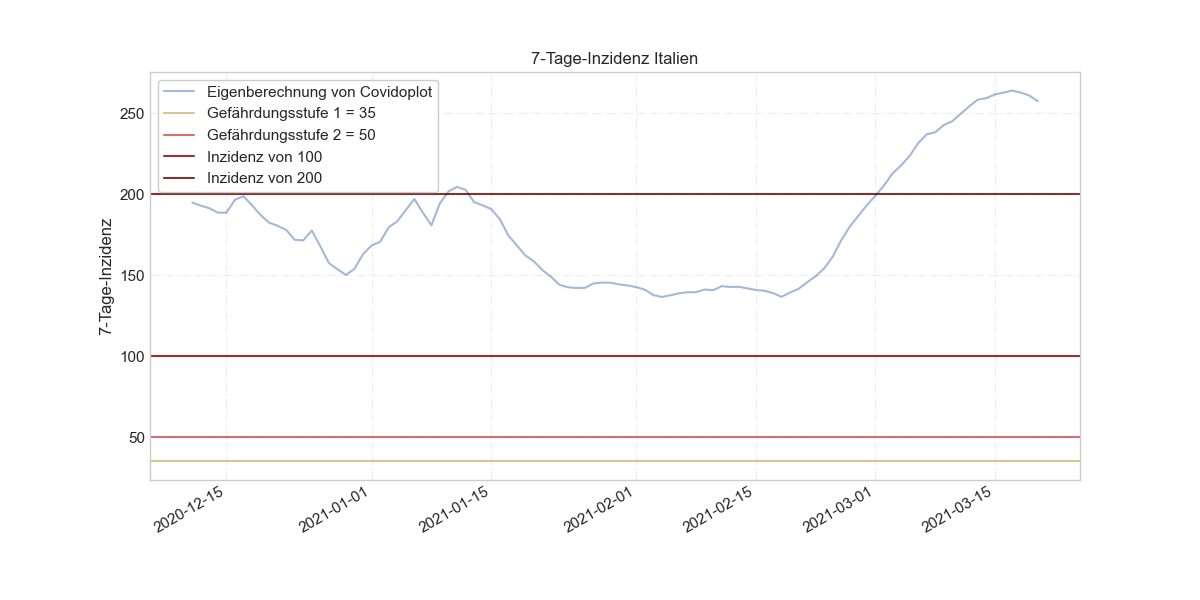 7-Tage-Inzidenz Italien
Eigenberechnung von Covidoplot
Gefährdungsstufe 1 = 35
Gefährdungsstufe 2 = 50
Inzidenz von 100
Inzidenz von 200
7-Tage-Inzidenz
250
200
150
100
50
2020-12-15
2021-01-01
2021-01-15
2021-02-01
2021-02-15
2021-03-01
2021-03-15